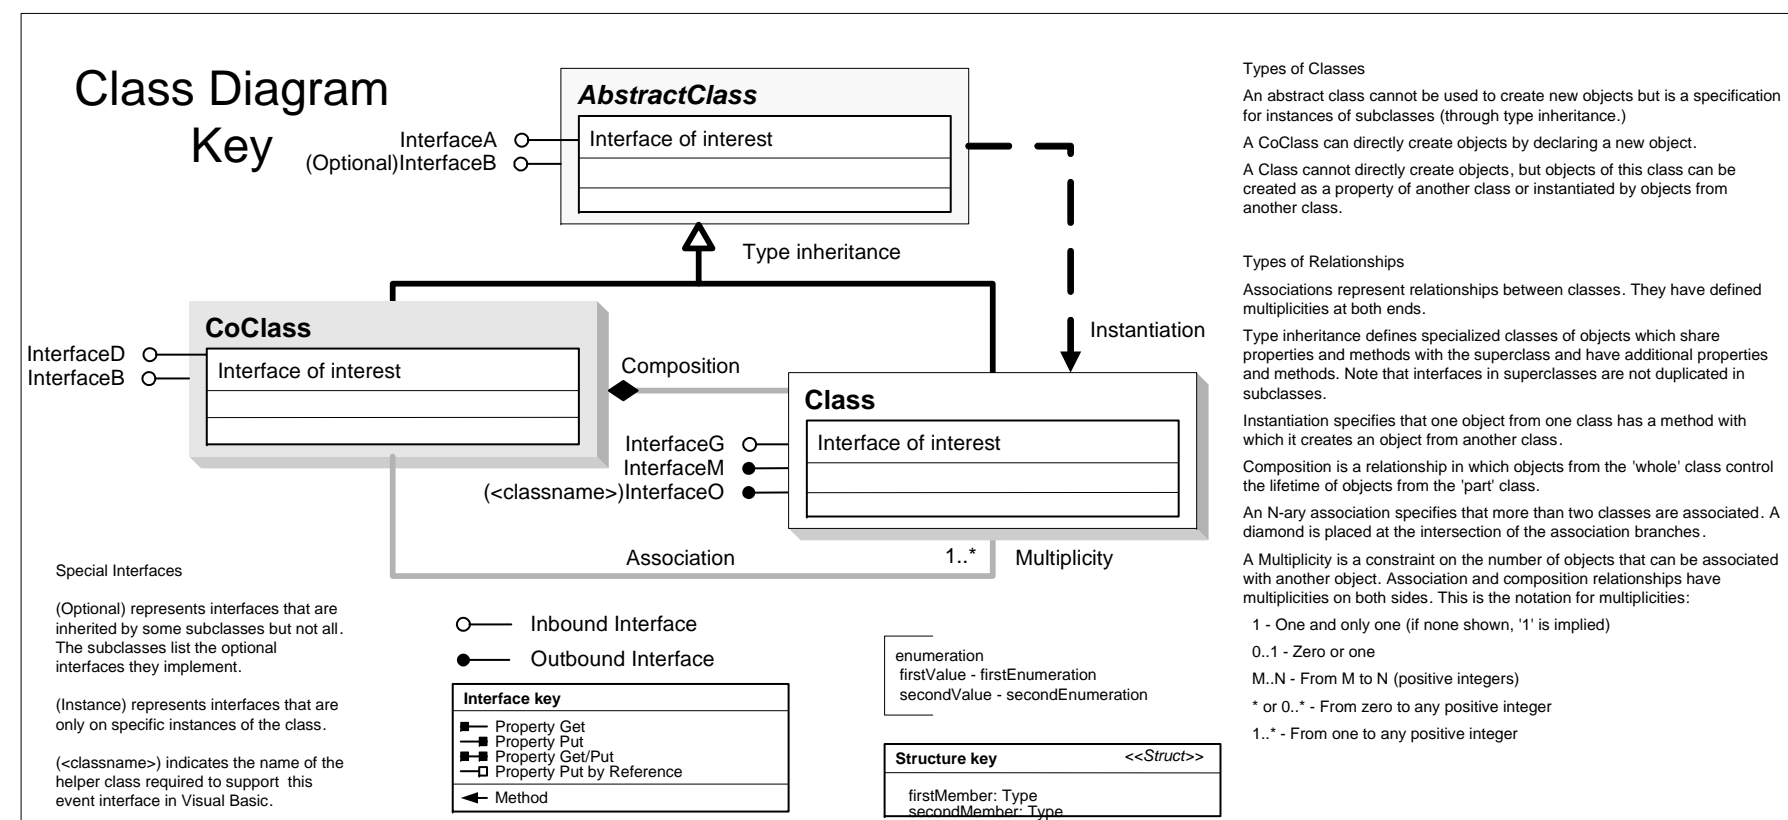 Class Diagram
Key
AbstractClass
Interface of interest
InterfaceA
(Optional)InterfaceB
Type inheritance
Instantiation
CoClass
Interface of interest
InterfaceD
InterfaceB
Composition
Class
Interface of interest
InterfaceG
InterfaceM
(<classname>)InterfaceO
Association
1..*
Multiplicity
Special Interfaces
(Optional) represents interfaces that are
inherited by some subclasses but not all.
The subclasses list the optional
interfaces they implement.
(Instance) represents interfaces that are
only on specific instances of the class.
(<classname>) indicates the name of the
helper class required to support this
event interface in Visual Basic.
Inbound Interface
Outbound Interface
Interface key
Property Get
Property Put
Property Get/Put
Property Put by Reference
Method
enumeration
firstValue - firstEnumeration
secondValue - secondEnumeration
Structure key <<Struct>>
firstMember: Type
secondMember: Type
Types of Classes
An abstract class cannot be used to create new objects but is a specification
for instances of subclasses (through type inheritance.)
A CoClass can directly create objects by declaring a new object.
A Class cannot directly create objects, but objects of this class can be
created as a property of another class or instantiated by objects from
another class.
Types of Relationships
Associations represent relationships between classes. They have defined
multiplicities at both ends.
Type inheritance defines specialized classes of objects which share
properties and methods with the superclass and have additional properties
and methods. Note that interfaces in superclasses are not duplicated in
subclasses.
Instantiation specifies that one object from one class has a method with
which it creates an object from another class.
Composition is a relationship in which objects from the 'whole' class control
the lifetime of objects from the 'part' class.
An N-ary association specifies that more than two classes are associated. A
diamond is placed at the intersection of the association branches.
A Multiplicity is a constraint on the number of objects that can be associated
with another object. Association and composition relationships have
multiplicities on both sides. This is the notation for multiplicities:
1 - One and only one (if none shown, '1' is implied)
0..1 - Zero or one
M..N - From M to N (positive integers)
* or 0..* - From zero to any positive integer
1..* - From one to any positive integer